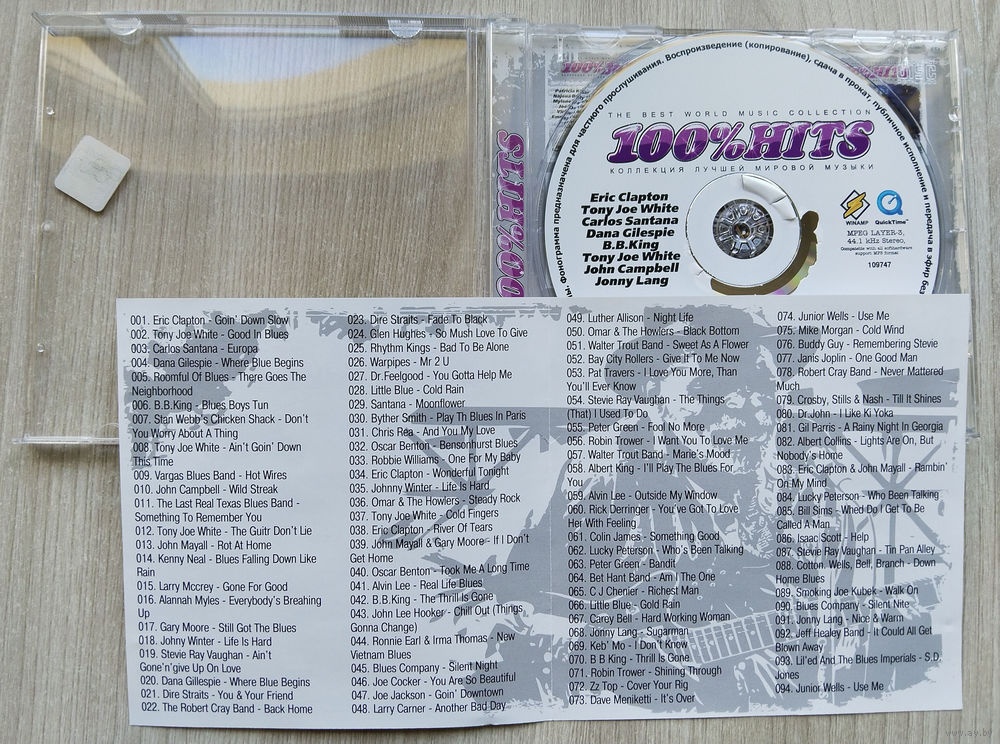 THE BEST WORLD MUSIC COLLECTION
100%HITS
КОЛЛЕКЦИЯ ЛУЧШЕЙ МИРОВОЙ МУЗЫКИ
Фонограмма предназначена для частного прослушивания. Воспроизведение (копирование), сдача в прокат, публичное исполнение и передача в эфир без
Eric Clapton
Tony Joe White
Carlos Santana
Dana Gilespie
B.B.King
Tony Joe White
John Campbell
Jonny Lang
WINAMP
QuickTime™
MPEG LAYER-3,
44.1 kHz Stereo,
Compatible with all soft/hardware
support MP3 format
109747
100%HITS
001. Eric Clapton - Goin' Down Slow
002. Tony Joe White - Good In Blues
003. Carlos Santana - Europa
004. Dana Gilespie - Where Blue Begins
005. Roomful Of Blues - There Goes The
Neighborhood
006. B.B.King - Blues Boys Tun
007. Stan Webb's Chicken Shack - Don't
You Worry About A Thing
008. Tony Joe White - Ain't Goin' Down
This Time
009. Vargas Blues Band - Hot Wires
010. John Campbell - Wild Streak
011. The Last Real Texas Blues Band -
Something To Remember You
012. Tony Joe White - The Guitr Don't Lie
013. John Mayall - Rot At Home
014. Kenny Neal - Blues Falling Down Like
Rain
015. Larry Mccrey - Gone For Good
016. Alannah Myles - Everybody's Breahing
Up
017. Gary Moore - Still Got The Blues
018. Johny Winter - Life Is Hard
019. Stevie Ray Vaughan - Ain't
Gone'n'give Up On Love
020. Dana Gillespie - Where Blue Begins
021. Dire Straits - You & Your Friend
022. The Robert Cray Band - Back Home
023. Dire Straits - Fade To Black
024. Glen Hughes - So Mush Love To Give
025. Rhythm Kings - Bad To Be Alone
026. Warpipes - Mr 2 U
027. Dr.Feelgood - You Gotta Help Me
028. Little Blue - Cold Rain
029. Santana - Moonflower
030. Byther Smith - Play Th Blues In Paris
031. Chris Rea - And You My Love
032. Oscar Benton - Bensonhurst Blues
033. Robbie Williams - One For My Baby
034. Eric Clapton - Wonderful Tonight
035. Johnny Winter - Life Is Hard
036. Omar & The Howlers - Steady Rock
037. Tony Joe White - Cold Fingers
038. Eric Clapton - River Of Tears
039. John Mayall & Gary Moore - If I Don't
Get Home
040. Oscar Benton - Took Me A Long Time
041. Alvin Lee - Real Life Blues
042. B.B.King - The Thrill Is Gone
043. John Lee Hooker - Chill Out (Things
Gonna Change)
044. Ronnie Earl & Irma Thomas - New
Vietnam Blues
045. Blues Company - Silent Night
046. Joe Cocker - You Are So Beautiful
047. Joe Jackson - Goin' Downtown
048. Larry Carner - Another Bad Day
049. Luther Allison - Night Life
050. Omar & The Howlers - Black Bottom
051. Walter Trout Band - Sweet As A Flower
052. Bay City Rollers - Give It To Me Now
053. Pat Travers - I Love You More, Than
You'll Ever Know
054. Stevie Ray Vaughan - The Things
(That) I Used To Do
055. Peter Green - Fool No More
056. Robin Trower - I Want You To Love Me
057. Walter Trout Band - Marie's Mood
058. Albert King - I'll Play The Blues For
You
059. Alvin Lee - Outside My Window
060. Rick Derringer - You've Got To Love
Her With Feeling
061. Colin James - Something Good
062. Lucky Peterson - Who's Been Talking
063. Peter Green - Bandit
064. Bet Hant Band - Am I The One
065. C.J Chenier - Richest Man
066. Little Blue - Gold Rain
067. Carey Bell - Hard Working Woman
068. Jonny Lang - Sugarman
069. Keb' Mo - I Don't Know
070. B B King - Thrill Is Gone
071. Robin Trower - Shining Through
072. Zz Top - Cover Your Rig
073. Dave Meniketti - It's Over
074. Junior Wells - Use Me
075. Mike Morgan - Cold Wind
076. Buddy Guy - Remembering Stevie
077. Janis Joplin - One Good Man
078. Robert Cray Band - Never Mattered
Much
079. Crosby, Stills & Nash - Till It Shines
080. Dr.John - I Like Ki Yoka
081. Gil Parris - A Rainy Night In Georgia
082. Albert Collins - Lights Are On, But
Nobody's Home
083. Eric Clapton & John Mayall - Rambin'
On My Mind
084. Lucky Peterson - Who Been Talking
085. Bill Sims - Whed Do I Get To Be
Called A Man
086. Isaac Scott - Help
087. Stevie Ray Vaughan - Tin Pan Alley
088. Cotton. Wells, Bell, Branch - Down
Home Blues
089. Smoking Joe Kubek - Walk On
090. Blues Company - Silent Nite
091. Jonny Lang - Nice & Warm
092. Jeff Healey Band - It Could All Get
Blown Away
093. Lil'ed And The Blues Imperials - S.D.
Jones
094. Junior Wells - Use Me
www.ay.by